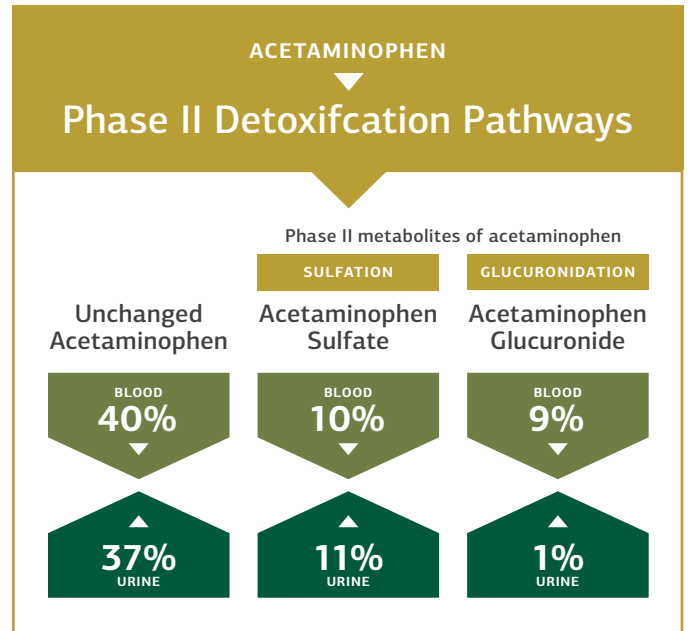 ACETAMINOPHEN
Phase II Detoxifcation Pathways
Phase II metabolites of acetaminophen
SULFATION
GLUCURONIDATION
Unchanged
Acetaminophen
Acetaminophen
Sulfate
Acetaminophen
Glucuronide
BLOOD
40%
BLOOD
10%
BLOOD
9%
37%
URINE
11%
URINE
1%
URINE